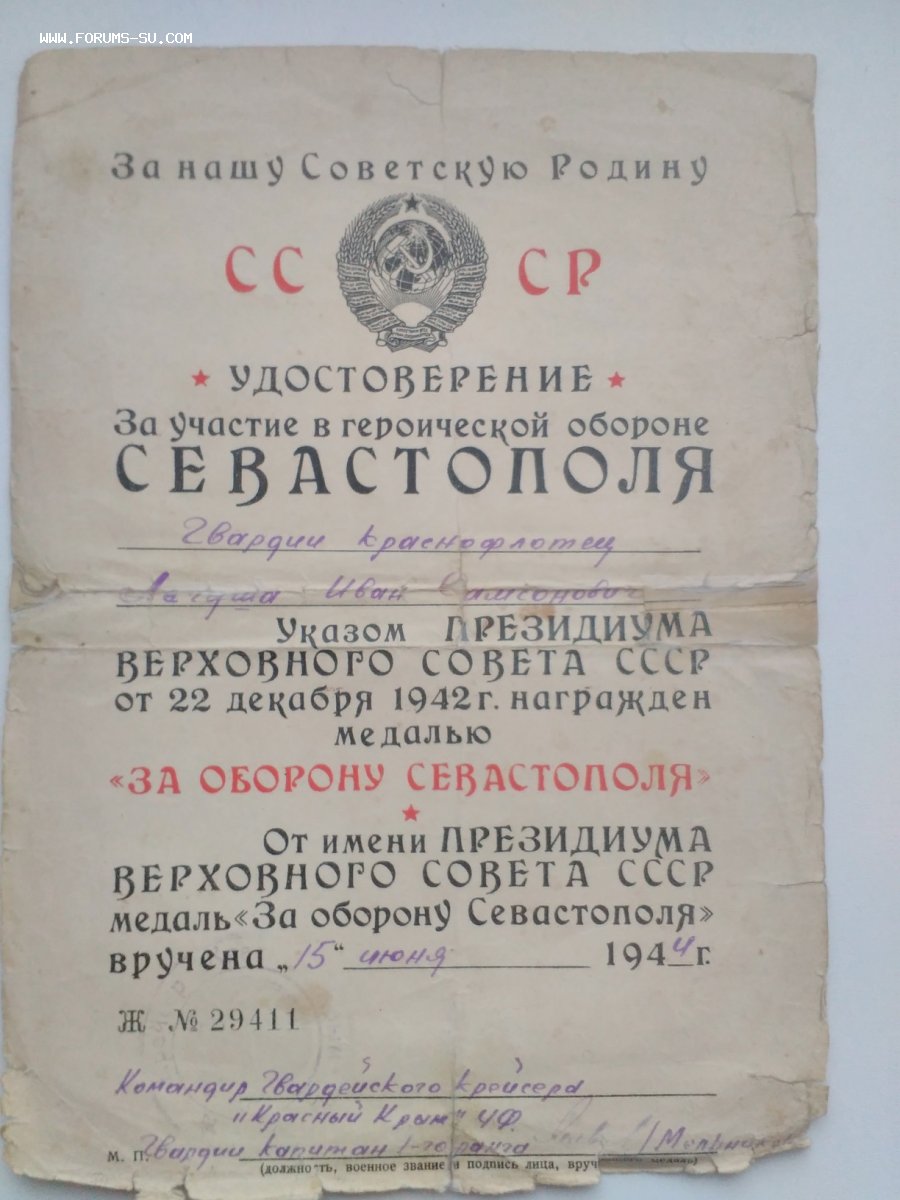 WWW.FORUMS-SU.COM
За нашу Советскую Родину
СС СР
УДОСТОВЕРЕНИЕ
За участие в героической обороне
СЕВАСТОПОЛЯ
Гвардии краснофлотец
Иван Самсонович
Указом ПРЕЗИДИУМА
ВЕРХОВНОГО СОВЕТА СССР
от 22 декабря 1942 г. награжден
медалью
«ЗА ОБОРОНУ СЕВАСТОПОЛЯ»
От имени ПРЕЗИДИУМА
ВЕРХОВНОГО СОВЕТА СССР
медаль «За оборону Севастополя»
вручена „15“ июня 1944 г.
Ж № 29411
Командир Гвардейского крейсера
"Красный Крым" ЧФ.
М. П. Гвардии капитан 1-го ранга
(должность, военное звание и подпись лица, медаль)